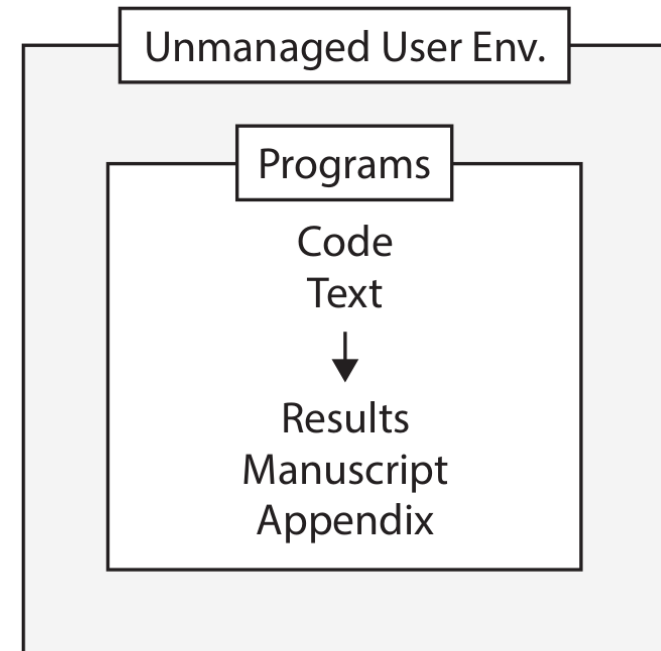 Unmanaged User Env.
Programs
Code
Text
Results
Manuscript
Appendix